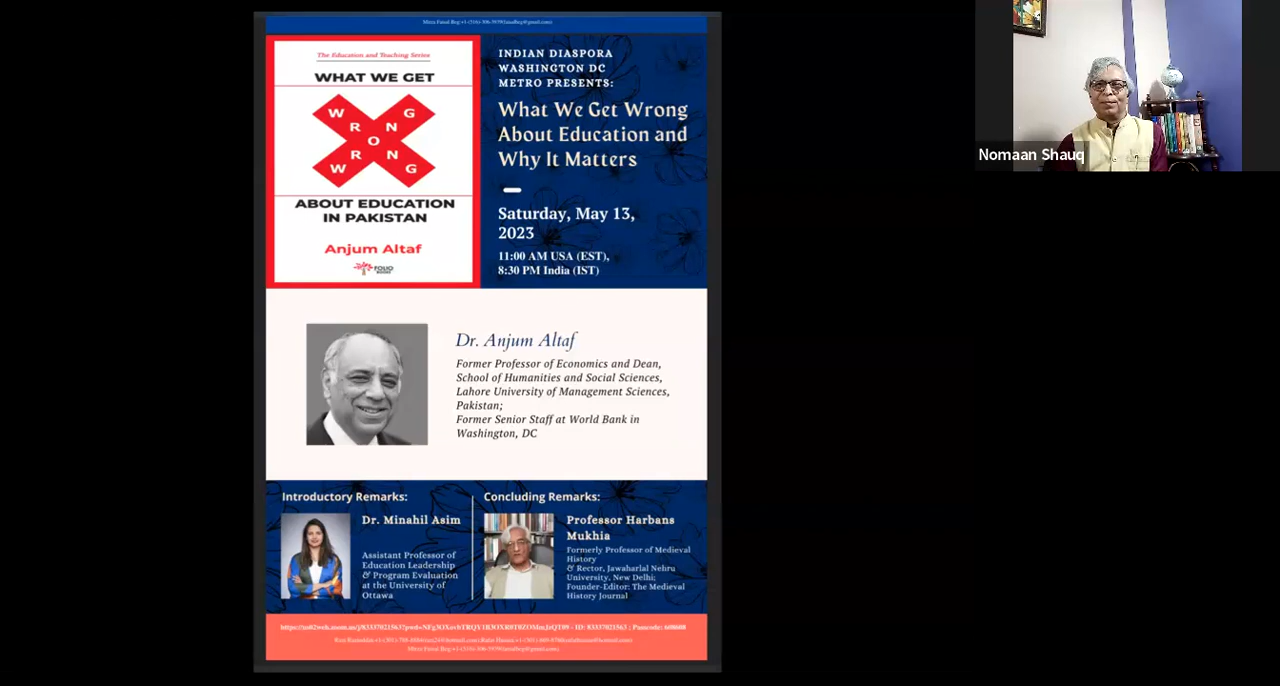 The Education and Teaching Series
WHAT WE GET
W G
R N
O
R N
W G
ABOUT EDUCATION
IN PAKISTAN
Anjum Altaf
FOLIO
BOOKS
INDIAN DIASPORA
WASHINGTON DC
METRO PRESENTS:
What We Get Wrong
About Education and
Why It Matters
Saturday, May 13,
2023
11:00 AM USA (EST),
8:30 PM India (IST)
Dr. Anjum Altaf
Former Professor of Economics and Dean,
School of Humanities and Social Sciences,
Lahore University of Management Sciences,
Pakistan;
Former Senior Staff at World Bank in
Washington, DC
Introductory Remarks:
Dr. Minahil Asim
Assistant Professor of
Education Leadership
& Program Evaluation
at the University of
Ottawa
Concluding Remarks:
Professor Harbans
Mukhia
Formerly Professor of Medieval
History
& Rector, Jawaharlal Nehru
University, New Delhi;
Founder-Editor: The Medieval
History Journal
Nomaan Shauq